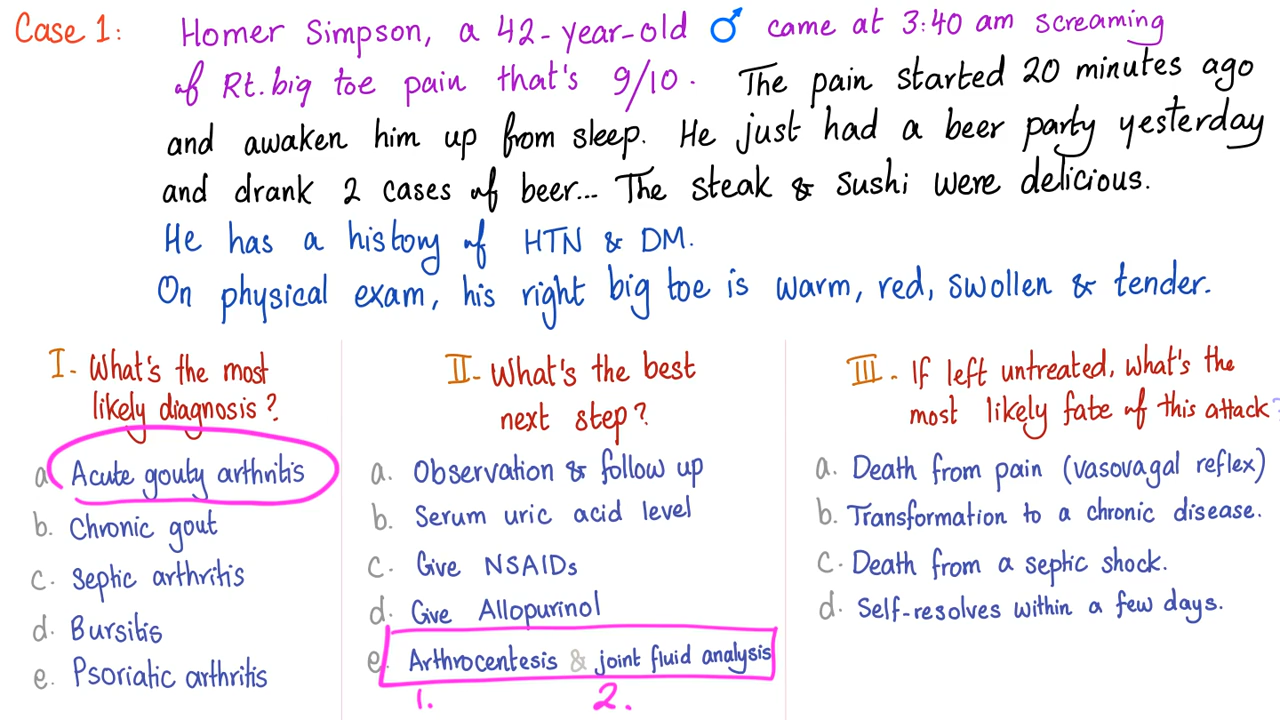 Case 1: Homer Simpson, a 42-year-old ♂ came at 3:40 am screaming
of Rt. big toe pain that's 9/10. The pain started 20 minutes ago
and awaken him up from sleep. He just had a beer party yesterday
and drank 2 cases of beer... The steak & sushi were delicious.
He has a history of HTN & DM.
On physical exam, his right big toe is warm, red, swollen & tender.
I- What's the most
likely diagnosis?
a. Acute gouty arthritis
b. Chronic gout
c. Septic arthritis
d. Bursitis
e. Psoriatic arthritis
II- What's the best
next step?
a. Observation & follow up
b. Serum uric acid level
c. Give NSAIDs
d. Give Allopurinol
e. Arthrocentesis & joint fluid analysis
1. 2.
III- If left untreated, what's the
most likely fate of this attack?
a. Death from pain (vasovagal reflex)
b. Transformation to a chronic disease.
c. Death from a septic shock.
d. Self-resolves within a few days.